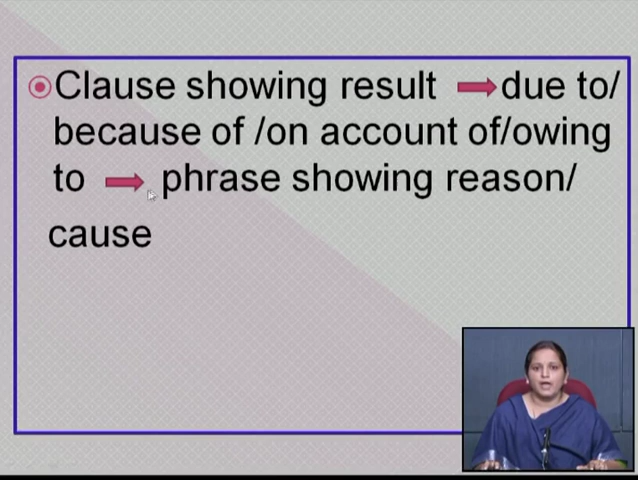 Clause showing result ➡ due to/
because of /on account of/owing
to ➡ phrase showing reason/
cause